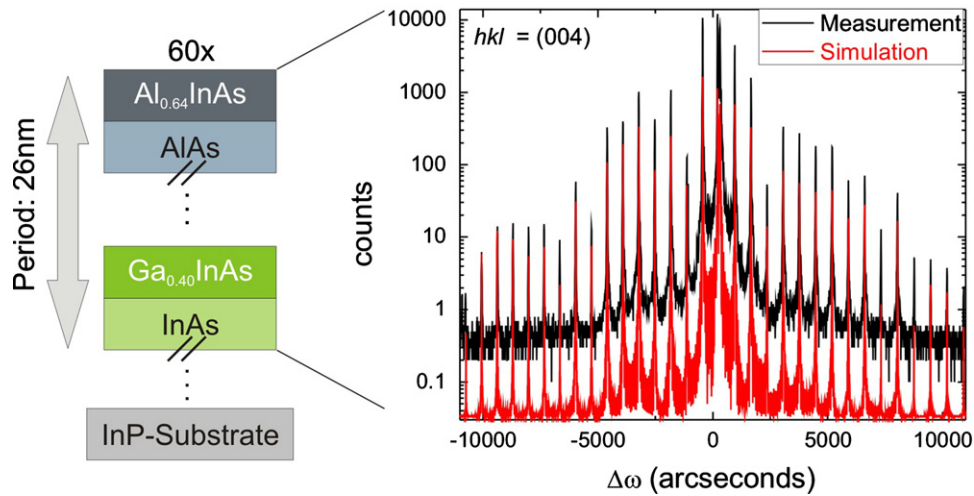 60x
Al0.64InAs
AlAs
Period: 26nm
Ga0.40InAs
InAs
InP-Substrate
hkl = (004)
Measurement
Simulation
10000
1000
100
10
1
0.1
counts
-10000 -5000 0 5000 10000
Δω (arcseconds)